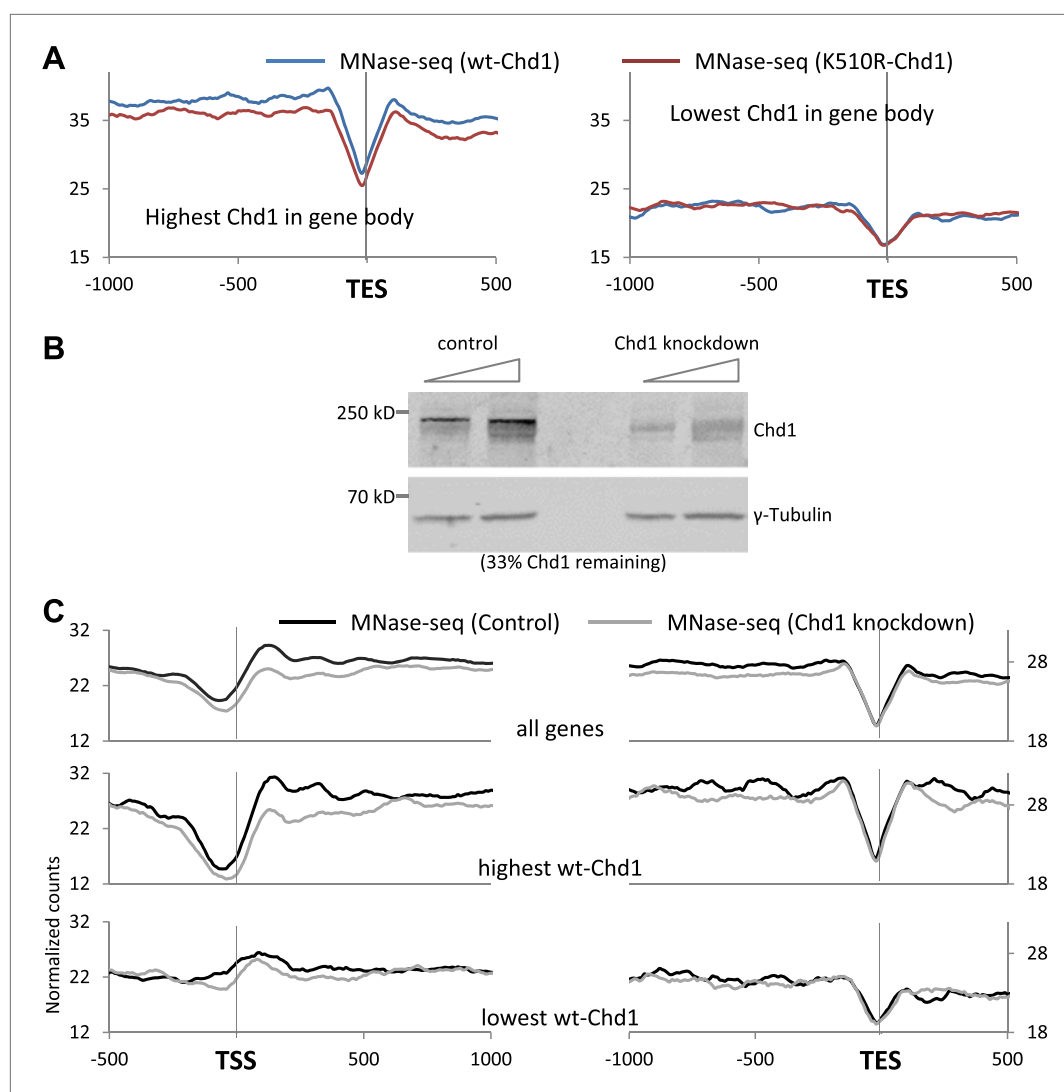 A
MNase-seq (wt-Chd1)
MNase-seq (K510R-Chd1)
35
25
15
Highest Chd1 in gene body
-1000
-500
TES
500
35
25
15
Lowest Chd1 in gene body
-1000
-500
TES
500
B
control
Chd1 knockdown
250 kD
Chd1
70 kD
γ-Tubulin
(33% Chd1 remaining)
C
MNase-seq (Control)
MNase-seq (Chd1 knockdown)
Normalized counts
32
22
12
all genes
28
18
32
22
12
highest wt-Chd1
28
18
32
22
12
lowest wt-Chd1
28
18
-500
TSS
500
1000
-1000
-500
TES
500